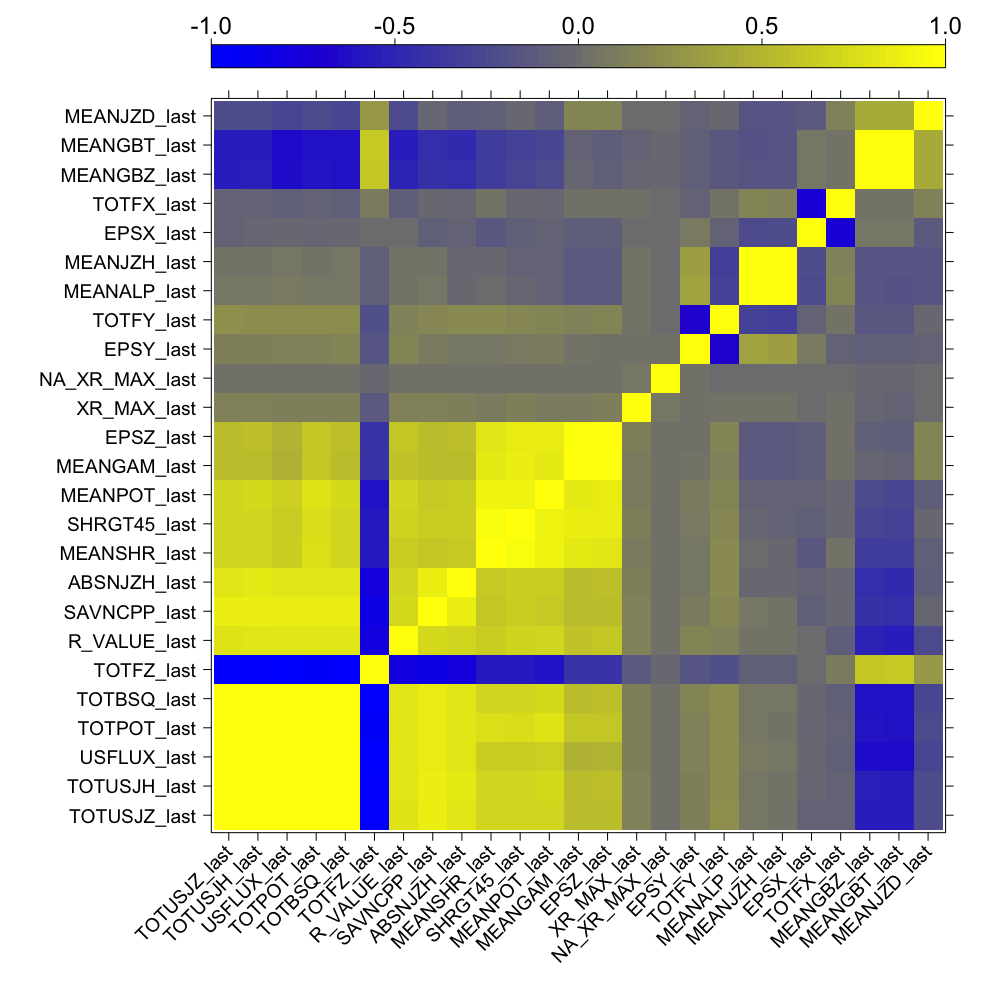 -1.0 -0.5 0.0 0.5 1.0
MEANJZD_last
MEANGBT_last
MEANGBZ_last
TOTFX_last
EPSX_last
MEANJZH_last
MEANALP_last
TOTFY_last
EPSY_last
NA_XR_MAX_last
XR_MAX_last
EPSZ_last
MEANGAM_last
MEANPOT_last
SHRGT45_last
MEANSHR_last
ABSNJZH_last
SAVNCPP_last
R_VALUE_last
TOTFZ_last
TOTBSQ_last
TOTPOT_last
USFLUX_last
TOTUSJH_last
TOTUSJZ_last
TOTUSJZ_last
TOTUSJH_last
USFLUX_last
TOTPOT_last
TOTBSQ_last
TOTFZ_last
R_VALUE_last
SAVNCPP_last
ABSNJZH_last
MEANSHR_last
SHRGT45_last
MEANPOT_last
MEANGAM_last
EPSZ_last
XR_MAX_last
NA_XR_MAX_last
EPSY_last
TOTFY_last
MEANALP_last
MEANJZH_last
EPSX_last
TOTFX_last
MEANGBZ_last
MEANGBT_last
MEANJZD_last